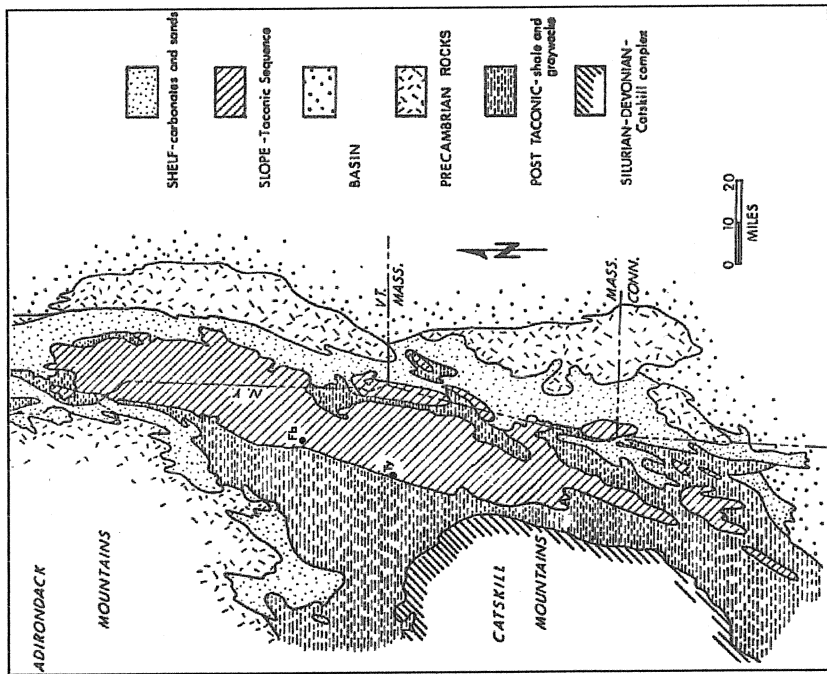 ADIRONDACK
MOUNTAINS
N.Y.
VT.
MASS.
MASS.
CONN.
CATSKILL
MOUNTAINS
N
0 10 20
MILES
SHELF-carbonates and sands
SLOPE-Taconic Sequence
BASIN
PRECAMBRIAN ROCKS
POST TACONIC-shale and
graywacke
SILURIAN-DEVONIAN-
Catskill complex